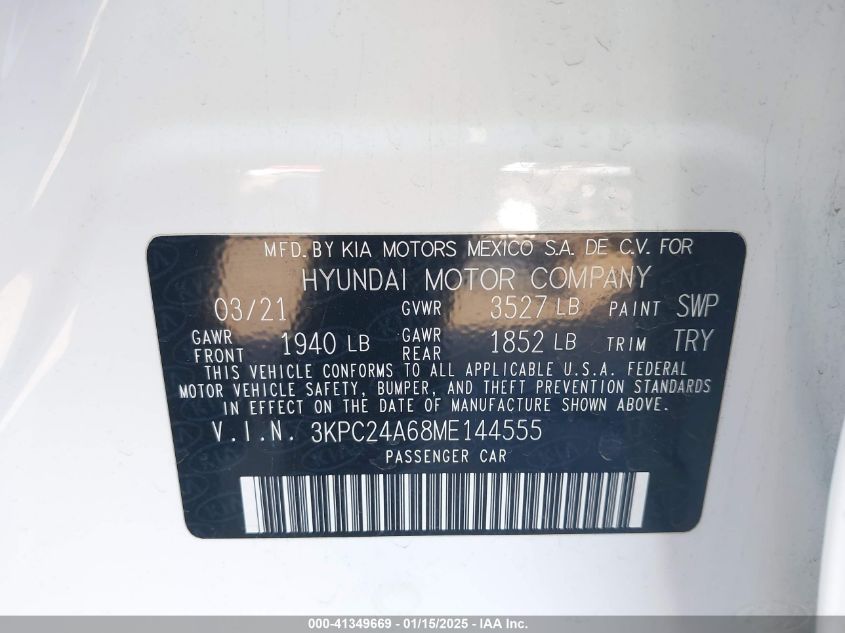 MFD. BY KIA MOTORS MEXICO S.A. DE C.V. FOR
HYUNDAI MOTOR COMPANY
03/21 GVWR 3527 LB PAINT SWP
GAWR FRONT 1940 LB GAWR REAR 1852 LB TRIM TRY
THIS VEHICLE CONFORMS TO ALL APPLICABLE U.S.A. FEDERAL
MOTOR VEHICLE SAFETY, BUMPER, AND THEFT PREVENTION STANDARDS
IN EFFECT ON THE DATE OF MANUFACTURE SHOWN ABOVE.
V.I.N. 3KPC24A68ME144555
PASSENGER CAR
000-41349669 - 01/15/2025 - IAA Inc.